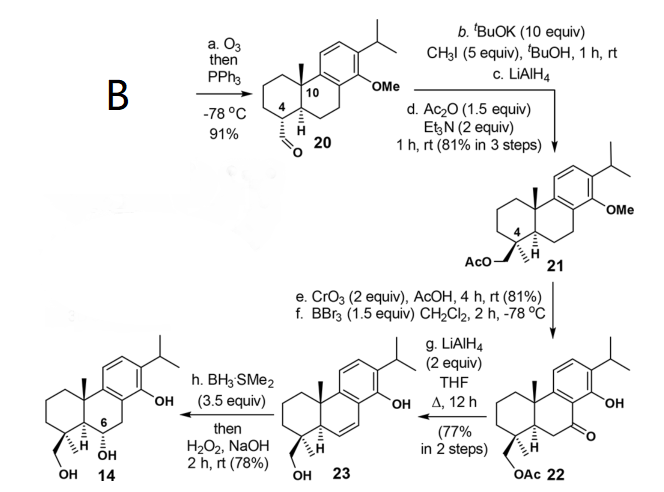 a. O3
then
PPh3
-78 °C
91%
B
10
OMe
4
H
O
20
b. tBuOK (10 equiv)
CH3I (5 equiv), tBuOH, 1 h, rt
c. LiAlH4
d. Ac2O (1.5 equiv)
Et3N (2 equiv)
1 h, rt (81% in 3 steps)
OMe
4
AcO
H
21
e. CrO3 (2 equiv), AcOH, 4 h, rt (81%)
f. BBr3 (1.5 equiv) CH2Cl2, 2 h, -78 °C
OH
O
H
OAc
22
g. LiAlH4
(2 equiv)
THF
Δ, 12 h
(77%
in 2 steps)
OH
H
OH
23
h. BH3·SMe2
(3.5 equiv)
then
H2O2, NaOH
2 h, rt (78%)
OH
6
H
OH
OH
14